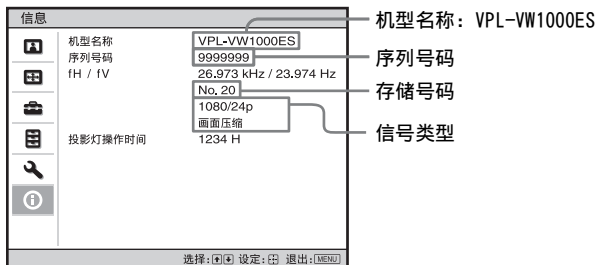 信息
机型名称 VPL-VW1000ES
序列号码 9999999
fH / fV 26.973 kHz / 23.974 Hz
No. 20
1080/24p
画面压缩
投影灯操作时间 1234 H
选择: 设定: 退出: MENU
机型名称: VPL-VW1000ES
序列号码
存储号码
信号类型